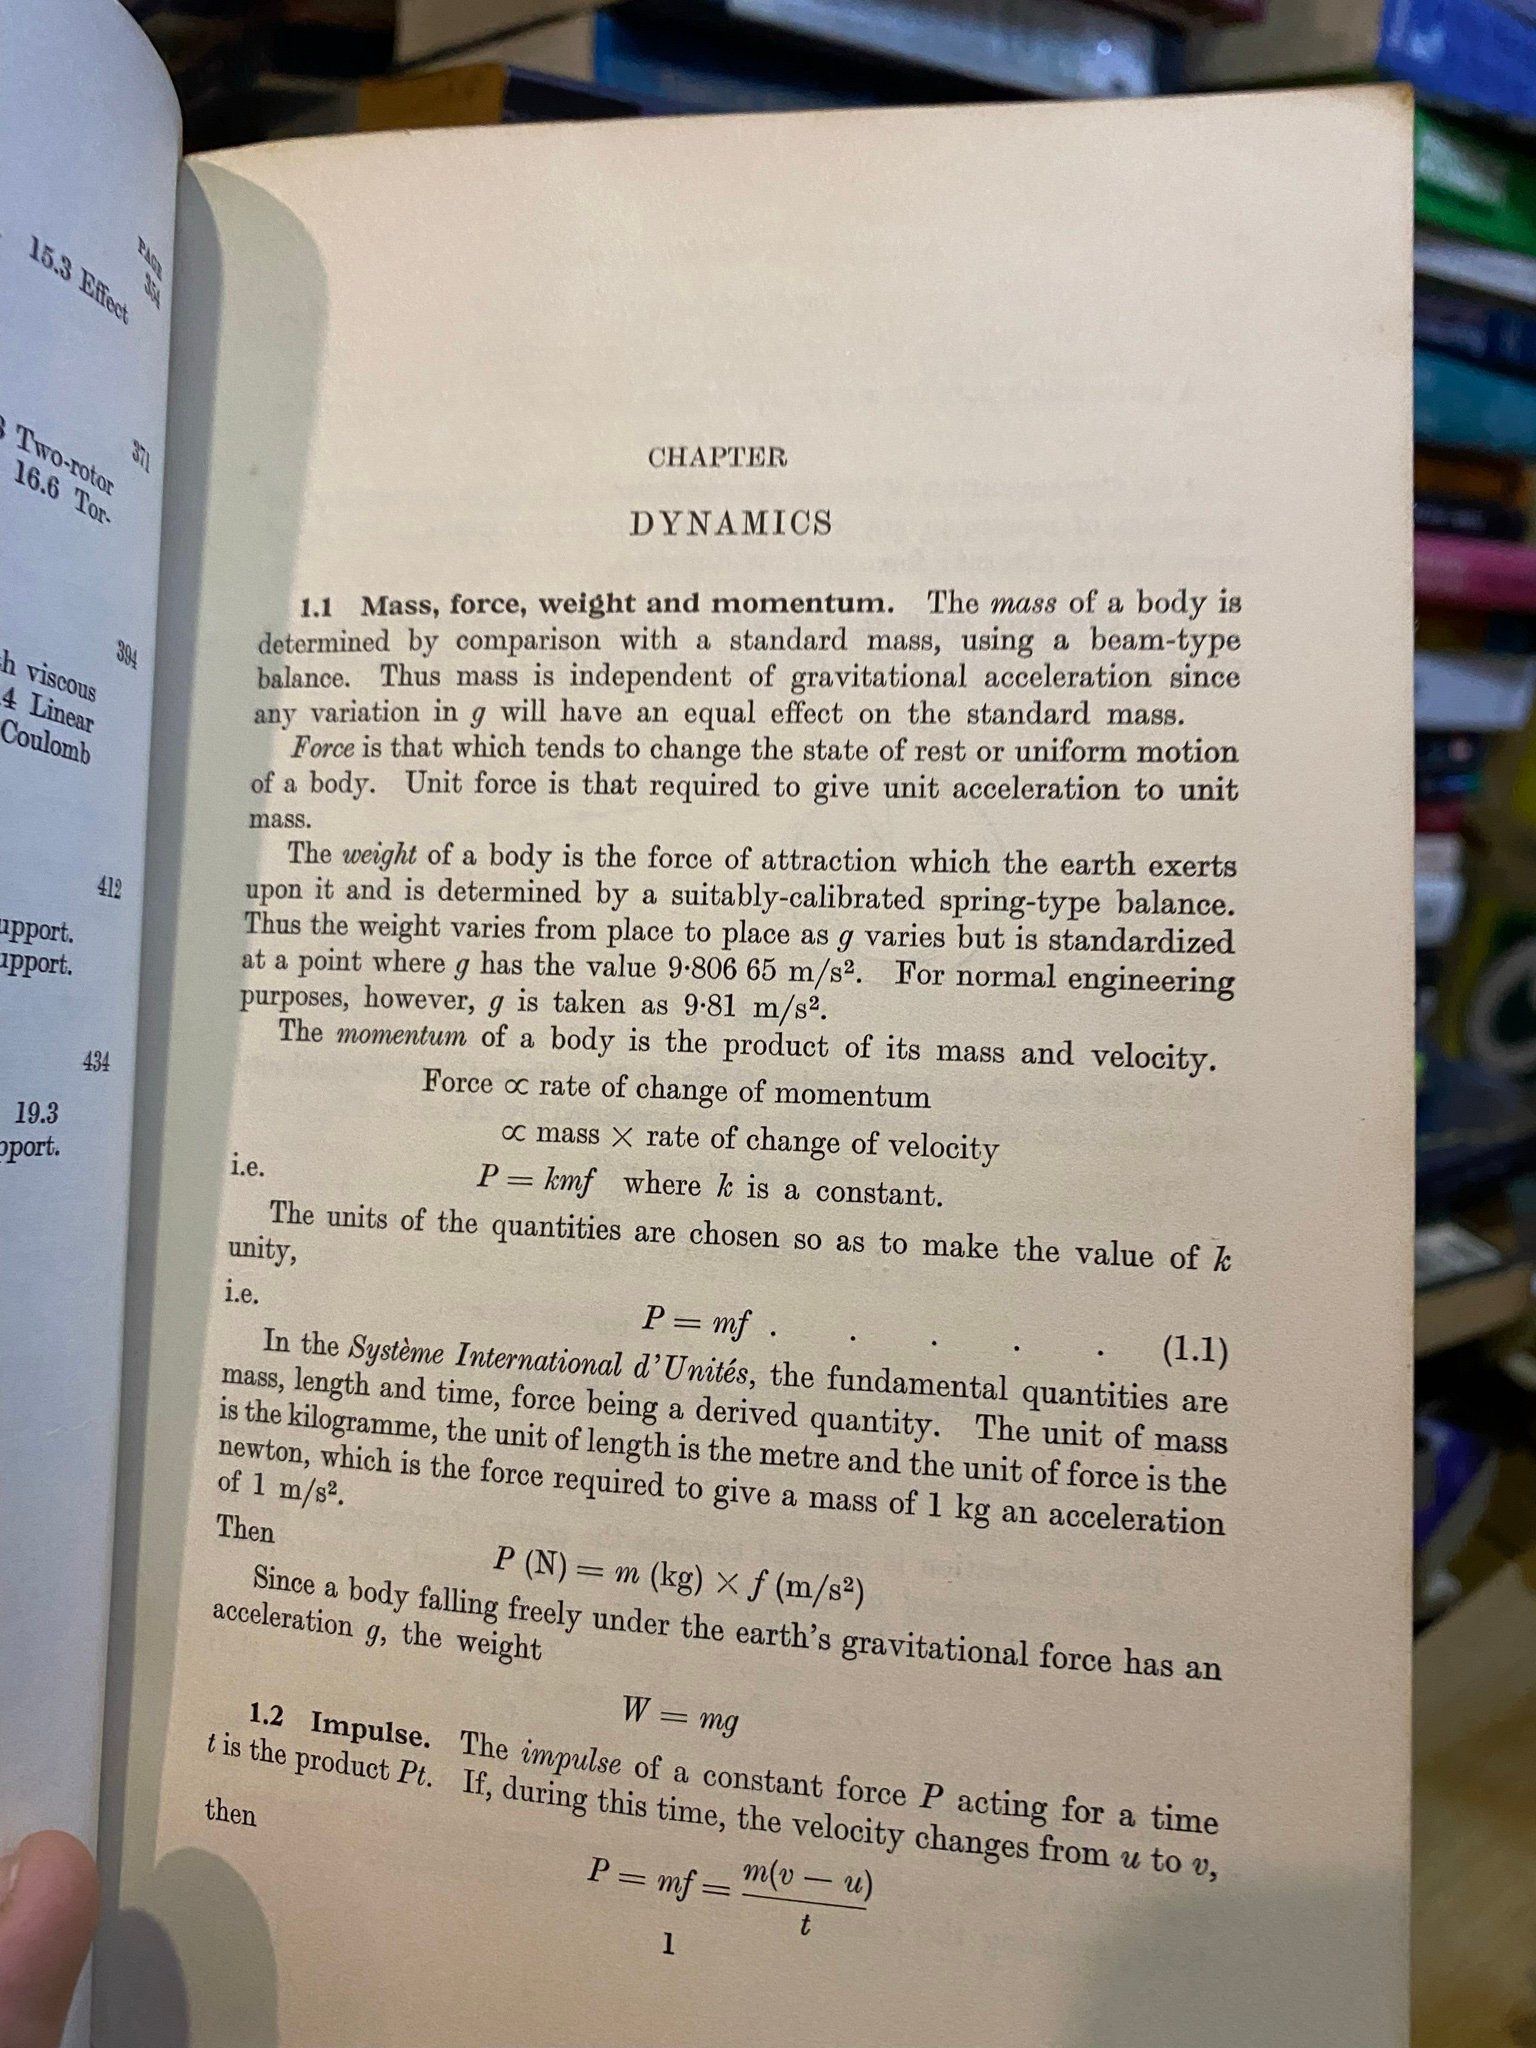 PAGE
15.3 Effect
354
371
Two-rotor
16.6 Tor-
394
viscous
4 Linear
Coulomb
412
upport.
upport.
434
19.3
pport.
CHAPTER
DYNAMICS
1.1 Mass, force, weight and momentum. The mass of a body is
determined by comparison with a standard mass, using a beam-type
balance. Thus mass is independent of gravitational acceleration since
any variation in g will have an equal effect on the standard mass.
Force is that which tends to change the state of rest or uniform motion
of a body. Unit force is that required to give unit acceleration to unit
mass.
The weight of a body is the force of attraction which the earth exerts
upon it and is determined by a suitably-calibrated spring-type balance.
Thus the weight varies from place to place as g varies but is standardized
at a point where g has the value 9·806 65 m/s². For normal engineering
purposes, however, g is taken as 9·81 m/s².
The momentum of a body is the product of its mass and velocity.
Force ∝ rate of change of momentum
∝ mass × rate of change of velocity
i.e. P = kmf where k is a constant.
The units of the quantities are chosen so as to make the value of k
unity,
i.e. P = mf . . . . . (1.1)
In the Système International d'Unités, the fundamental quantities are
mass, length and time, force being a derived quantity. The unit of mass
is the kilogramme, the unit of length is the metre and the unit of force is the
newton, which is the force required to give a mass of 1 kg an acceleration
of 1 m/s².
Then P (N) = m (kg) × f (m/s²)
Since a body falling freely under the earth's gravitational force has an
acceleration g, the weight
W = mg
1.2 Impulse. The impulse of a constant force P acting for a time
t is the product Pt. If, during this time, the velocity changes from u to v,
then
P = mf = m(v − u)
t
1